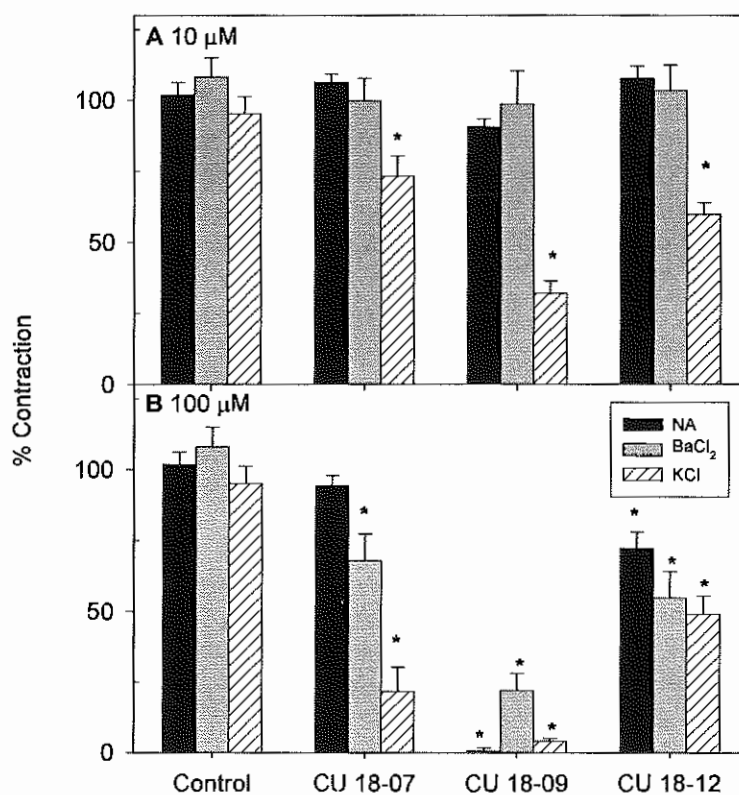 A 10 μM
100
50
0
% Contraction
B 100 μM
100
50
0
NA
BaCl₂
KCl
*
*
*
*
*
*
*
*
*
*
*
Control
CU 18-07
CU 18-09
CU 18-12